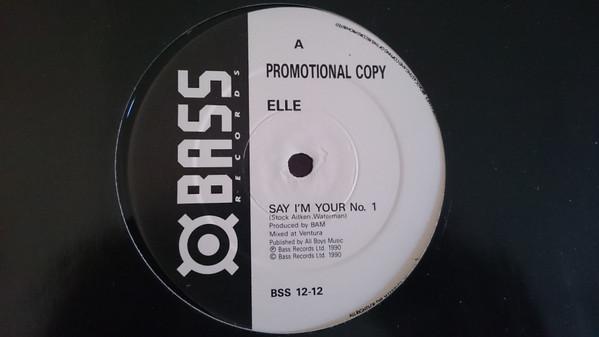 BASS
RECORDS
A
PROMOTIONAL COPY
ELLE
SAY I'M YOUR No. 1
(Stock Aitken Waterman)
Produced by BAM
Mixed at Ventura
Published by All Boys Music
℗ Bass Records Ltd. 1990
© Bass Records Ltd. 1990
BSS 12-12